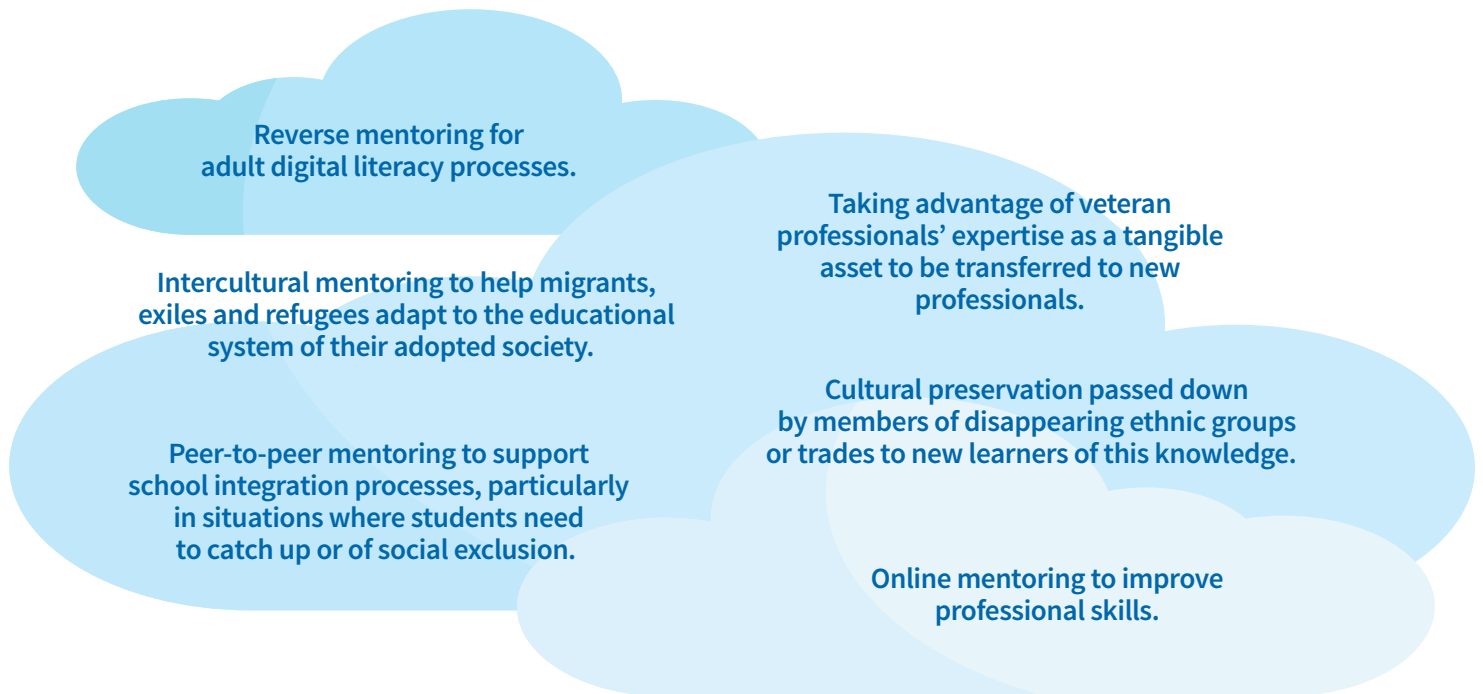 Reverse mentoring for
adult digital literacy processes.
Intercultural mentoring to help migrants,
exiles and refugees adapt to the educational
system of their adopted society.
Peer-to-peer mentoring to support
school integration processes, particularly
in situations where students need
to catch up or of social exclusion.
Taking advantage of veteran
professionals’ expertise as a tangible
asset to be transferred to new
professionals.
Cultural preservation passed down
by members of disappearing ethnic groups
or trades to new learners of this knowledge.
Online mentoring to improve
professional skills.